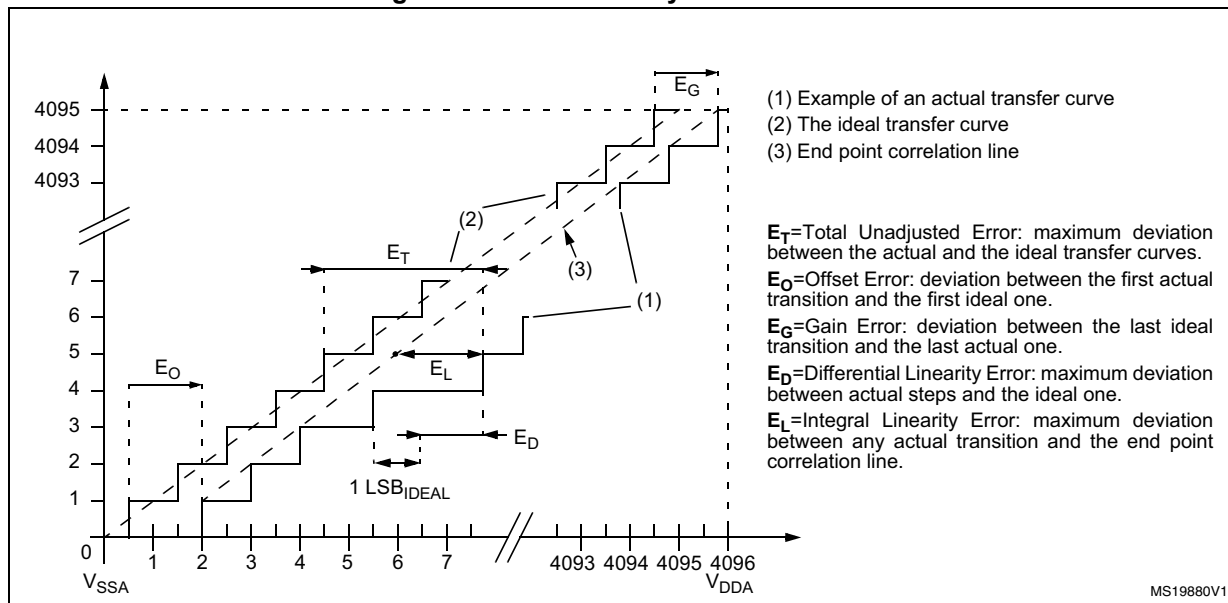 E_G
4095
4094
4093
(1) Example of an actual transfer curve
(2) The ideal transfer curve
(3) End point correlation line
(2)
E_T
(3)
(1)
7
6
5
4
3
2
1
0
E_O
E_L
E_D
1 LSB_IDEAL
E_T=Total Unadjusted Error: maximum deviation
between the actual and the ideal transfer curves.
E_O=Offset Error: deviation between the first actual
transition and the first ideal one.
E_G=Gain Error: deviation between the last ideal
transition and the last actual one.
E_D=Differential Linearity Error: maximum deviation
between actual steps and the ideal one.
E_L=Integral Linearity Error: maximum deviation
between any actual transition and the end point
correlation line.
1 2 3 4 5 6 7 4093 4094 4095 4096
V_SSA V_DDA
MS19880V1